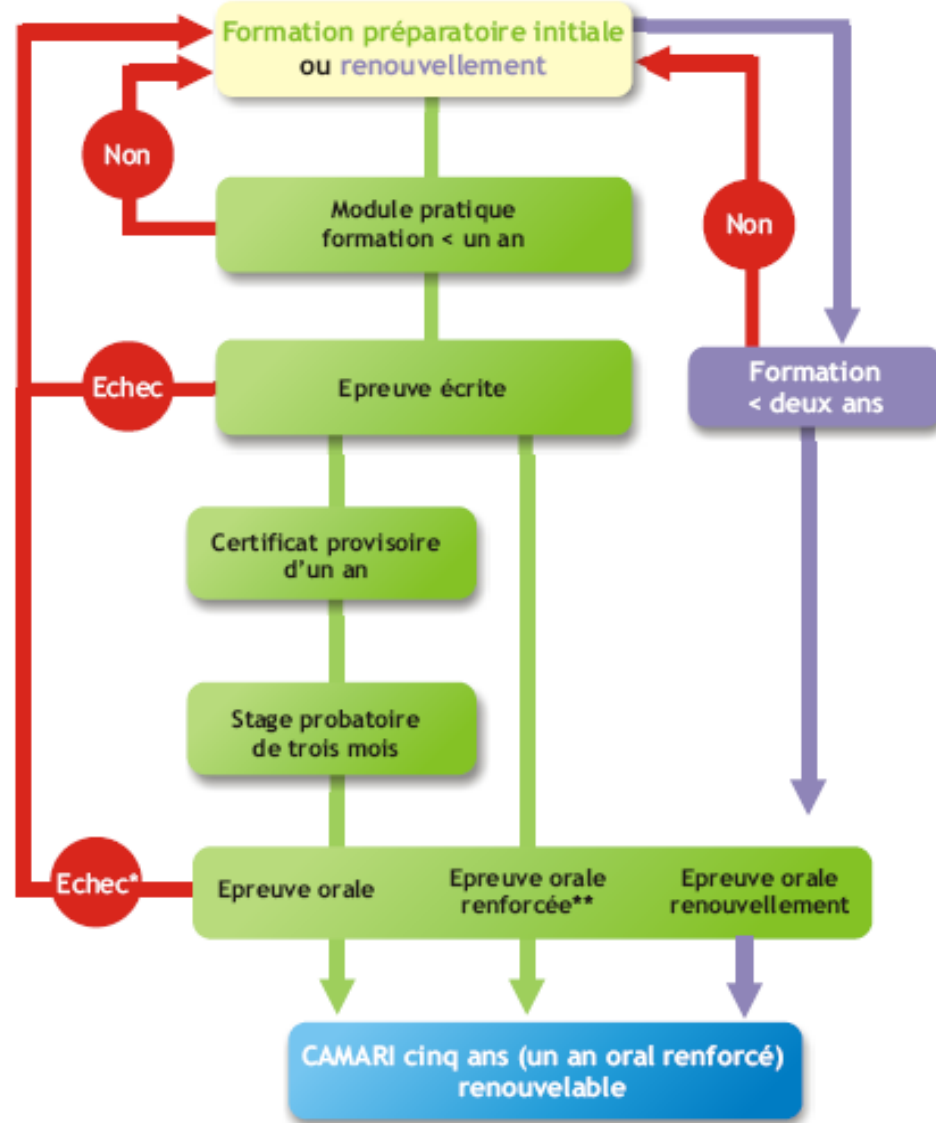 Formation préparatoire initiale
ou renouvellement
Non
Module pratique
formation < un an
Non
Echec
Epreuve écrite
Formation
< deux ans
Certificat provisoire
d'un an
Stage probatoire
de trois mois
Echec*
Epreuve orale
Epreuve orale
renforcée**
Epreuve orale
renouvellement
CAMARI cinq ans (un an oral renforcé)
renouvelable